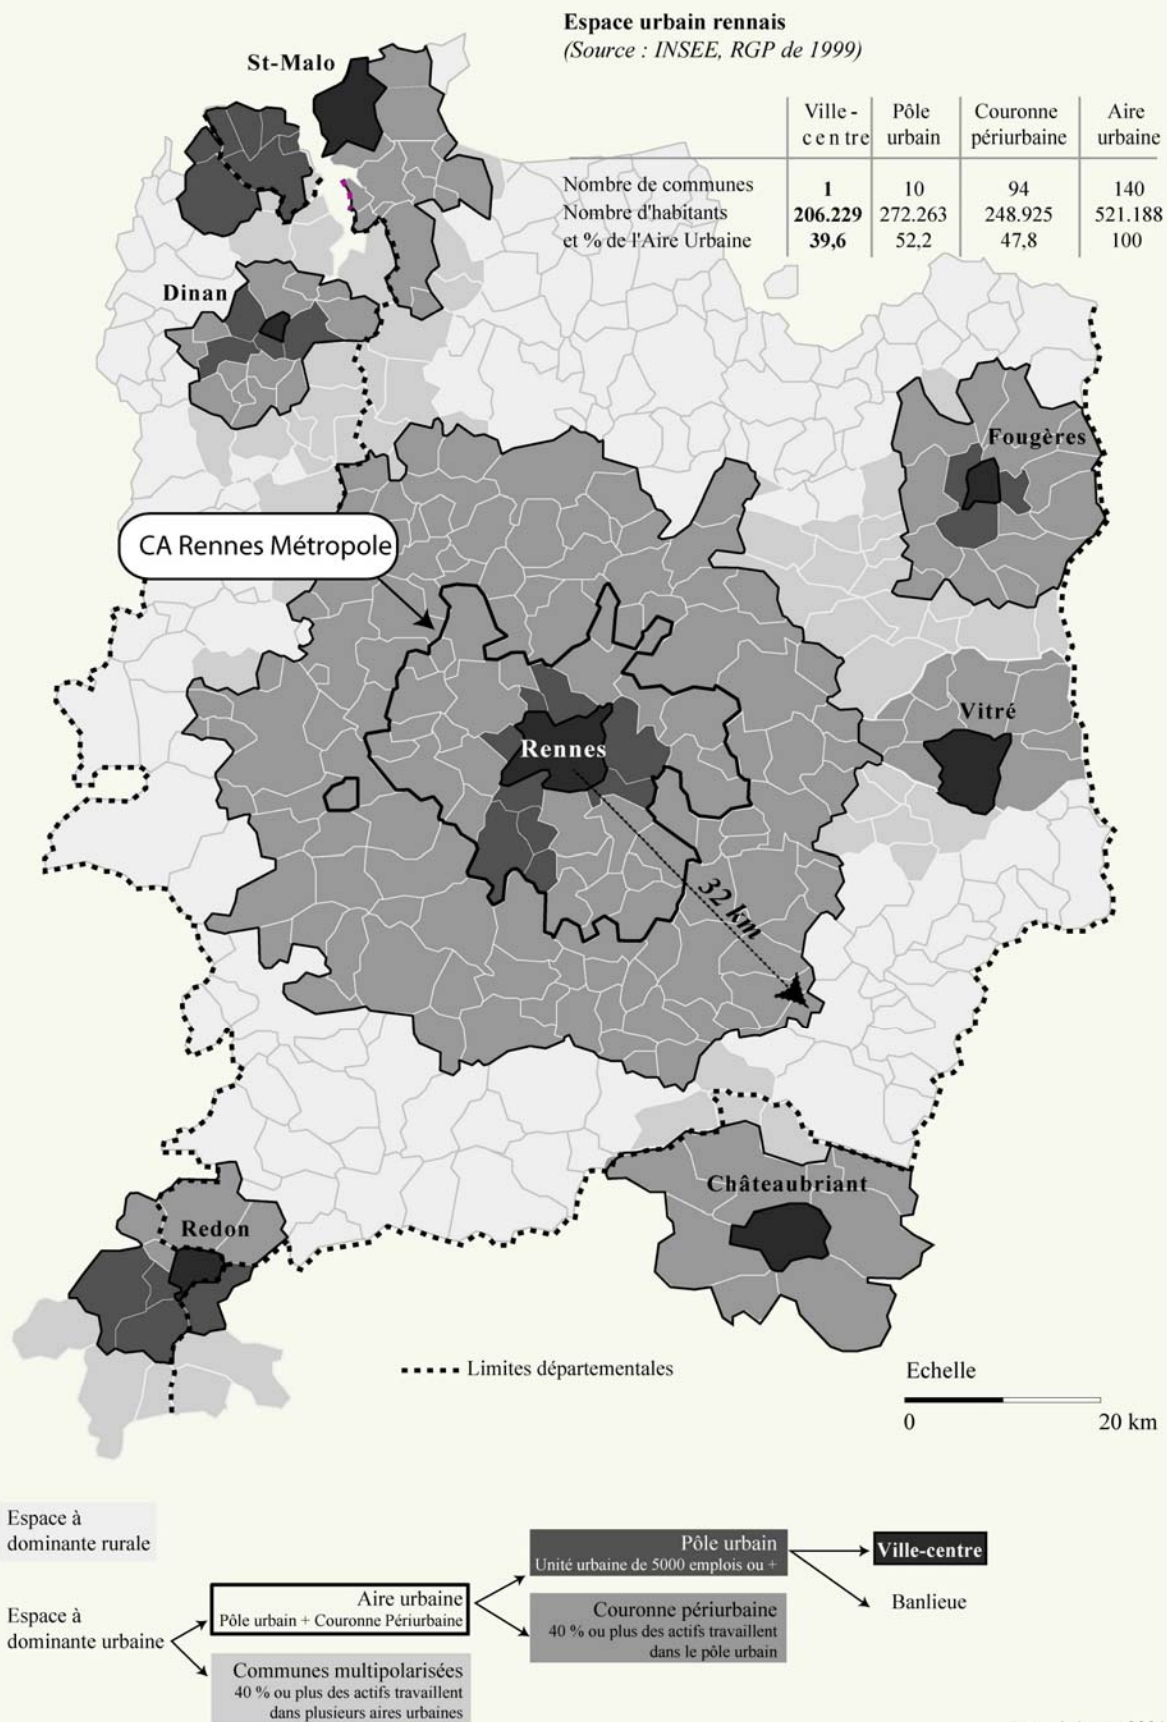 Espace urbain rennais
(Source : INSEE, RGP de 1999)
Ville - Pôle Couronne Aire
centre urbain périurbaine urbaine
Nombre de communes 1 10 94 140
Nombre d'habitants 206.229 272.263 248.925 521.188
et % de l'Aire Urbaine 39,6 52,2 47,8 100
St-Malo
Dinan
Fougères
CA Rennes Métropole
Vitré
Rennes
32 km
Châteaubriant
Redon
Limites départementales
Echelle
0 20 km
Espace à
dominante rurale
Espace à
dominante urbaine
Aire urbaine
Pôle urbain + Couronne Périurbaine
Communes multipolarisées
40 % ou plus des actifs travaillent
dans plusieurs aires urbaines
Pôle urbain
Unité urbaine de 5000 emplois ou +
Couronne périurbaine
40 % ou plus des actifs travaillent
dans le pôle urbain
Ville-centre
Banlieue